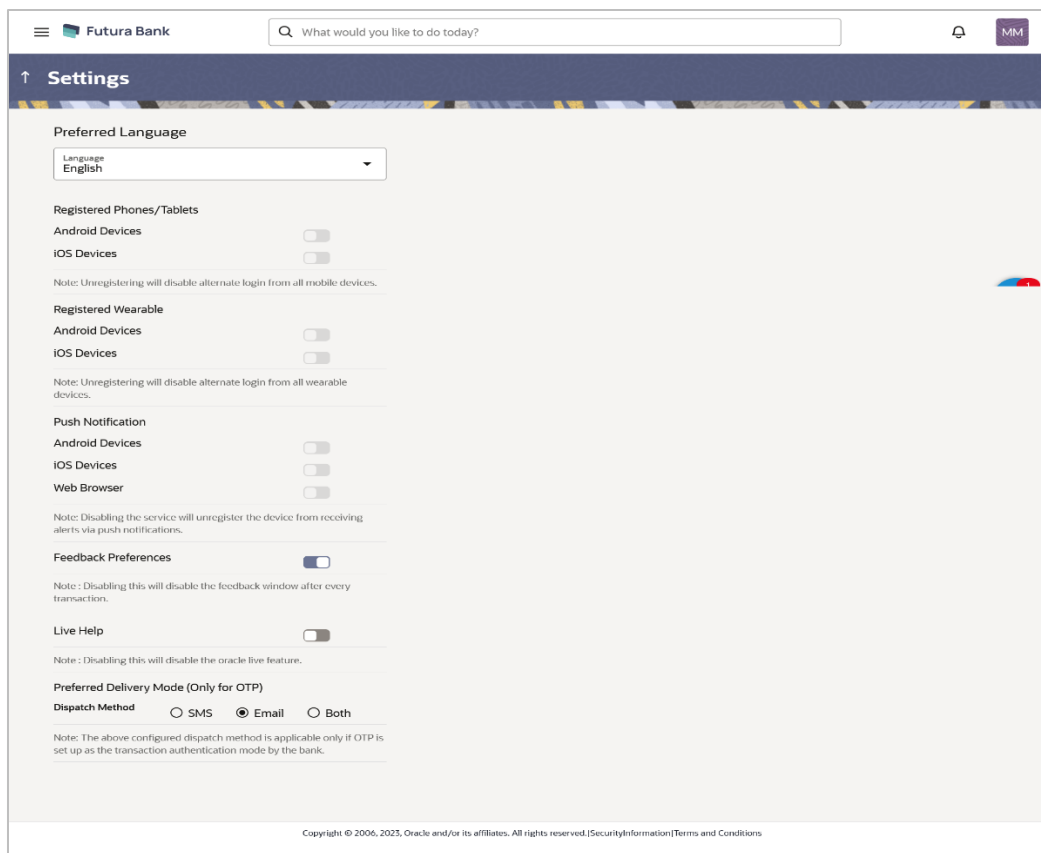 Futura Bank
What would you like to do today?
MM
Settings
Preferred Language
Language
English
Registered Phones/Tablets
Android Devices
iOS Devices
Note: Unregistering will disable alternate login from all mobile devices.
1
Registered Wearable
Android Devices
iOS Devices
Note: Unregistering will disable alternate login from all wearable
devices.
Push Notification
Android Devices
iOS Devices
Web Browser
Note: Disabling the service will unregister the device from receiving
alerts via push notifications.
Feedback Preferences
Note : Disabling this will disable the feedback window after every
transaction.
Live Help
Note : Disabling this will disable the oracle live feature.
Preferred Delivery Mode (Only for OTP)
Dispatch Method SMS Email Both
Note: The above configured dispatch method is applicable only if OTP is
set up as the transaction authentication mode by the bank.
Copyright © 2006, 2023, Oracle and/or its affiliates. All rights reserved.|SecurityInformation|Terms and Conditions